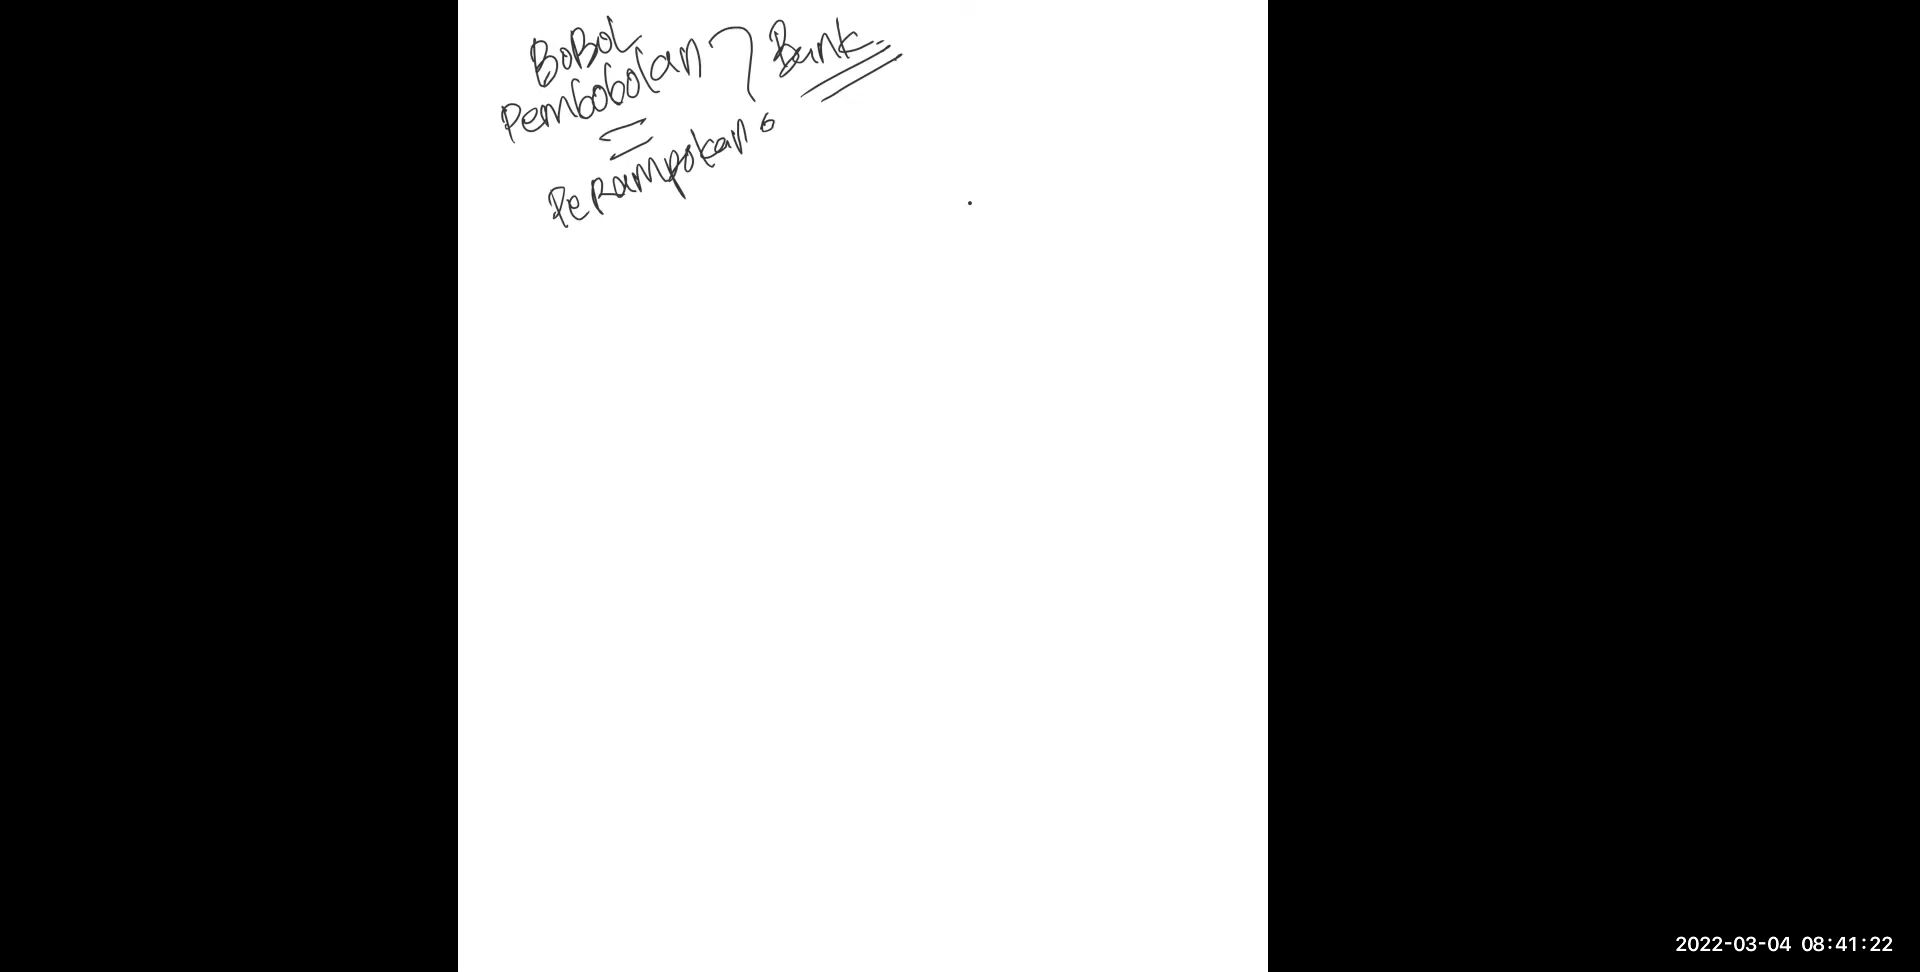 BoBoL
Pembobolan } Bank.
=
PeRampokan
2022-03-04 08:41:22